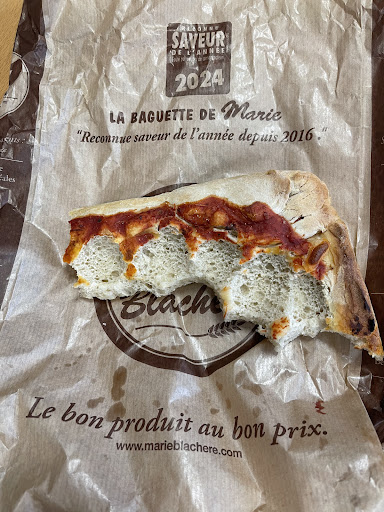 SAVEUR
DE L'ANNÉE
2024
LA BAGUETTE DE Marie
"Reconnue saveur de l'année depuis 2016."
Blachère
Le bon produit au bon prix.
www.marieblachere.com